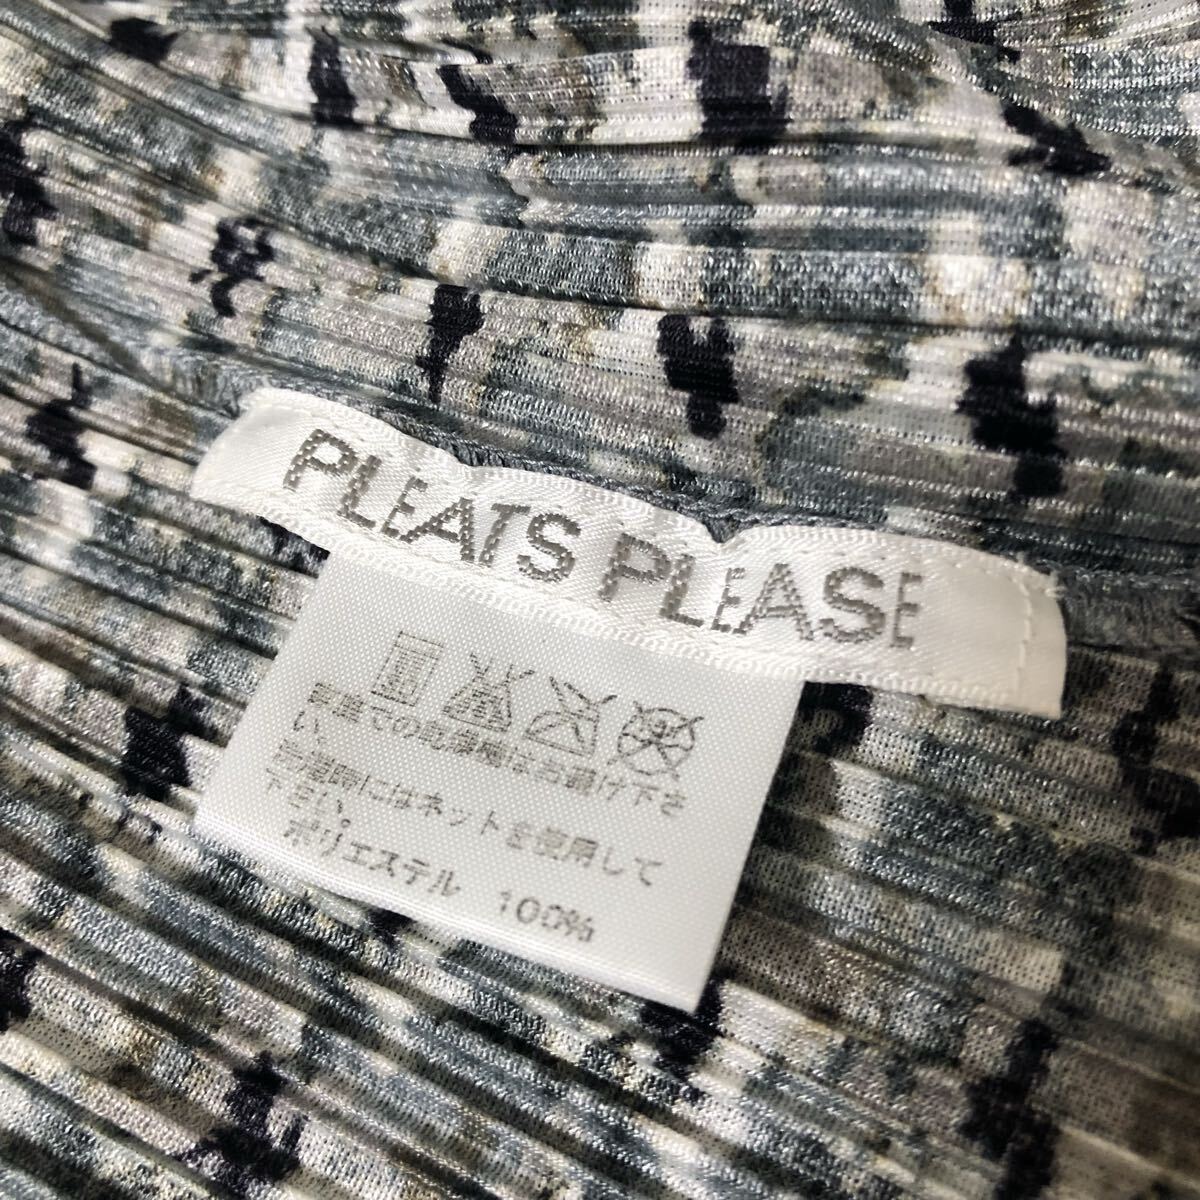 PLEATS PLEASE
家庭での乾燥機はお避け下さ
い。
洗濯時にはネットを使用して
下さい。
ポリエステル 100%